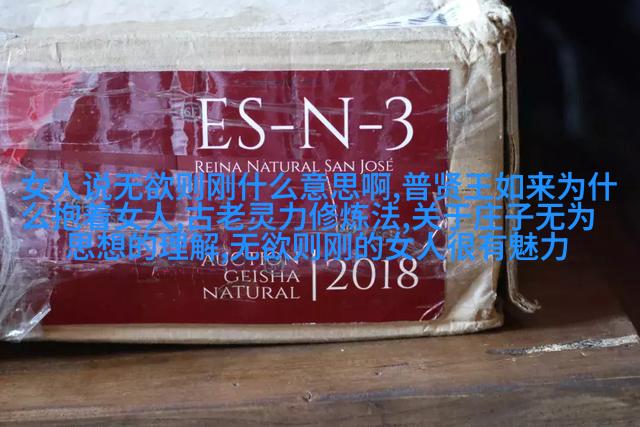 ES-N-3
REINA NATURAL SAN JOSÉ
女人说无欲则刚什么意思啊,普贤王如来为什
么抱着女人,古老灵力修炼法,关于庄子无为
思想的理解,无欲则刚的女人很有魅力
AUCTION
GEISHA
NATURAL
2018